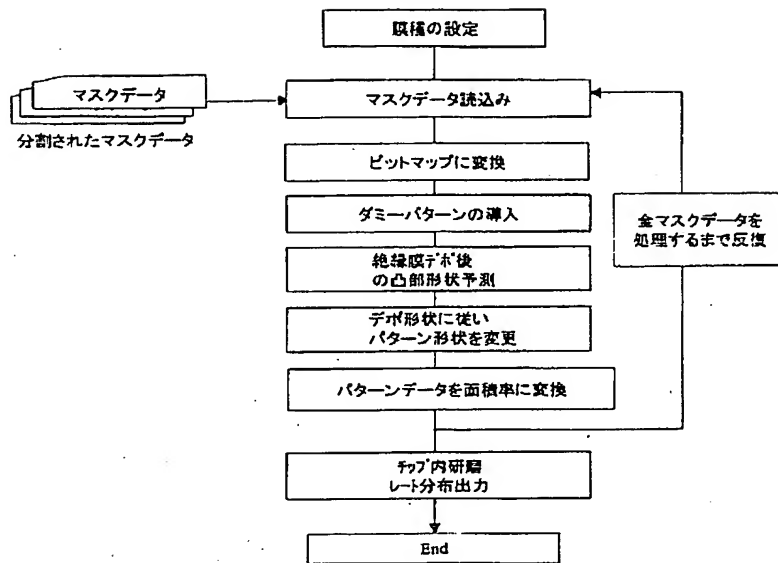 膜種の設定
マスクデータ
マスクデータ読込み
分割されたマスクデータ
ビットマップに変換
ダミーパターンの導入
全マスクデータを
処理するまで反復
絶縁膜デポ後
の凸部形状予測
デポ形状に従い
パターン形状を変更
パターンデータを面積率に変換
チップ内研磨
レート分布出力
End